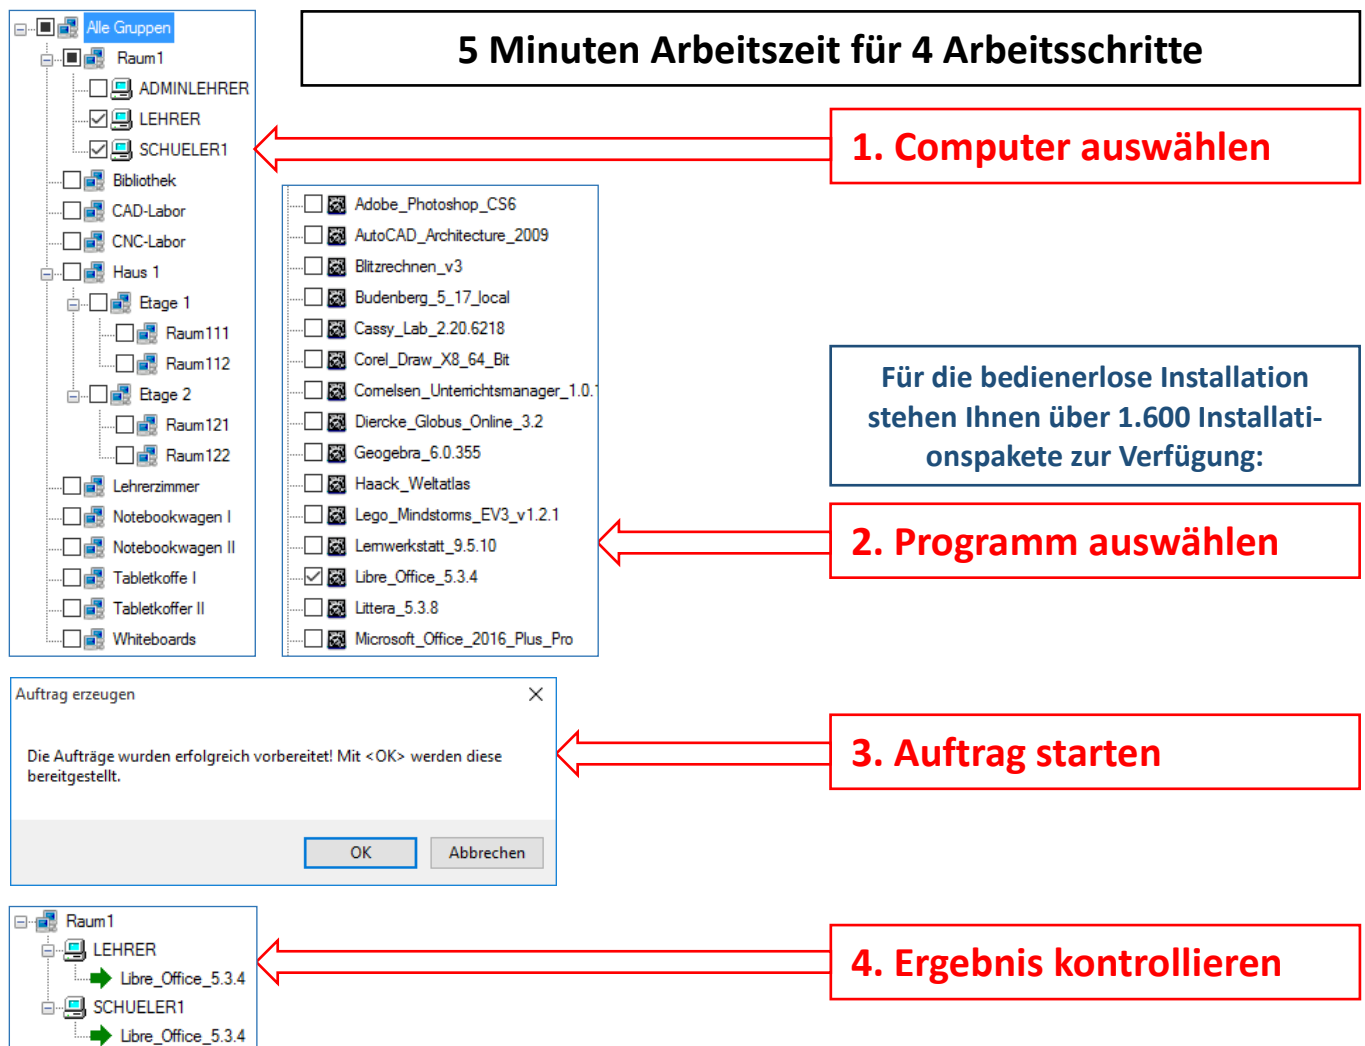 Alle Gruppen
Raum1
ADMINLEHRER
LEHRER
SCHUELER1
Bibliothek
CAD-Labor
CNC-Labor
Haus 1
Etage 1
Raum111
Raum112
Etage 2
Raum121
Raum122
Lehrerzimmer
Notebookwagen I
Notebookwagen II
Tabletkoffe I
Tabletkoffer II
Whiteboards
5 Minuten Arbeitszeit für 4 Arbeitsschritte
1. Computer auswählen
Adobe_Photoshop_CS6
AutoCAD_Architecture_2009
Blitzrechnen_v3
Budenberg_5_17_local
Cassy_Lab_2.20.6218
Corel_Draw_X8_64_Bit
Cornelsen_Unterrichtsmanager_1.0.
Diercke_Globus_Online_3.2
Geogebra_6.0.355
Haack_Weltatlas
Lego_Mindstorms_EV3_v1.2.1
Lernwerkstatt_9.5.10
Libre_Office_5.3.4
Littera_5.3.8
Microsoft_Office_2016_Plus_Pro
Für die bedienerlose Installation
stehen Ihnen über 1.600 Installati-
onspakete zur Verfügung:
2. Programm auswählen
Auftrag erzeugen
Die Aufträge wurden erfolgreich vorbereitet! Mit <OK> werden diese
bereitgestellt.
OK
Abbrechen
3. Auftrag starten
Raum1
LEHRER
Libre_Office_5.3.4
SCHUELER1
Libre_Office_5.3.4
4. Ergebnis kontrollieren